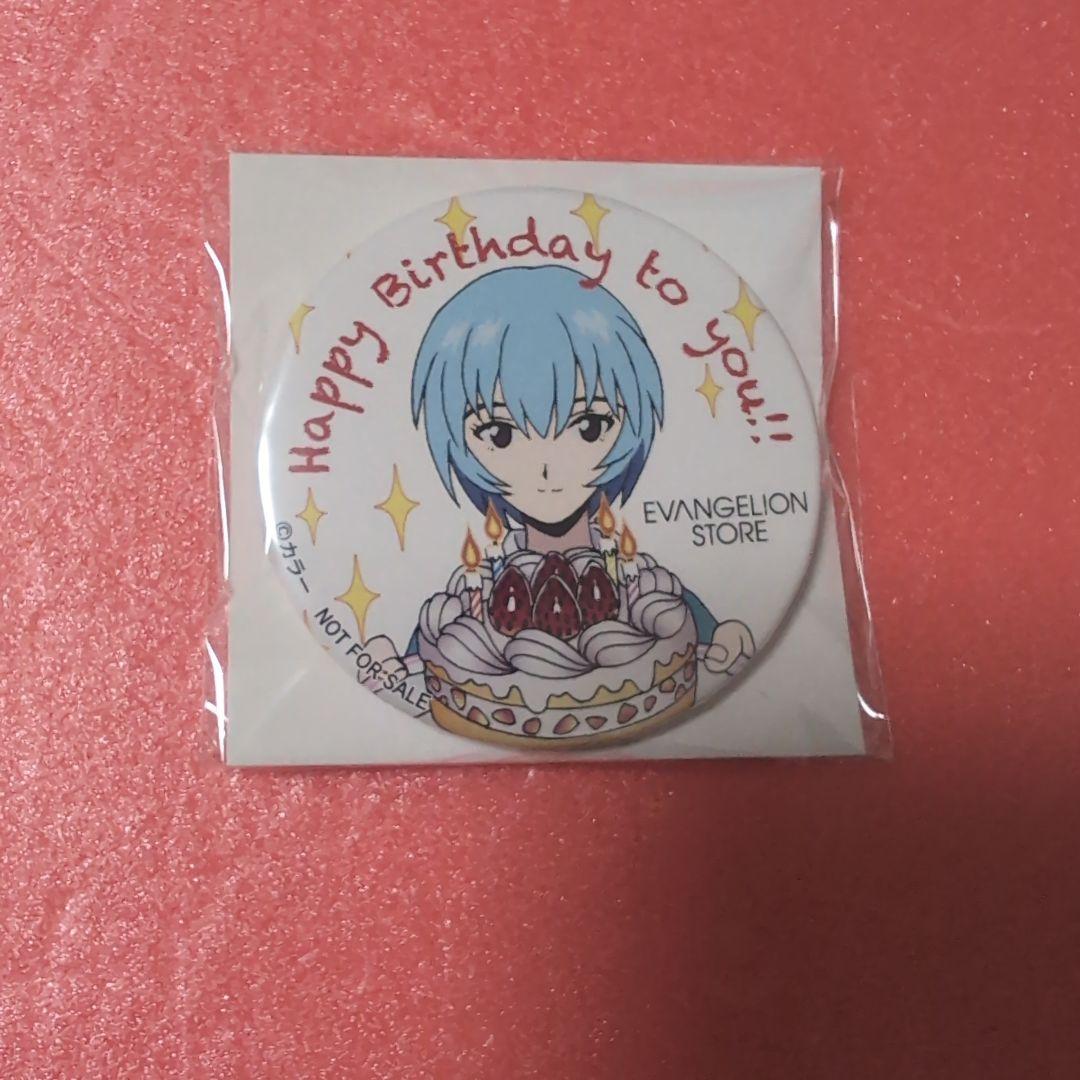 Happy Birthday to you!!
EVANGELION
STORE
©カラー NOT FOR SALE